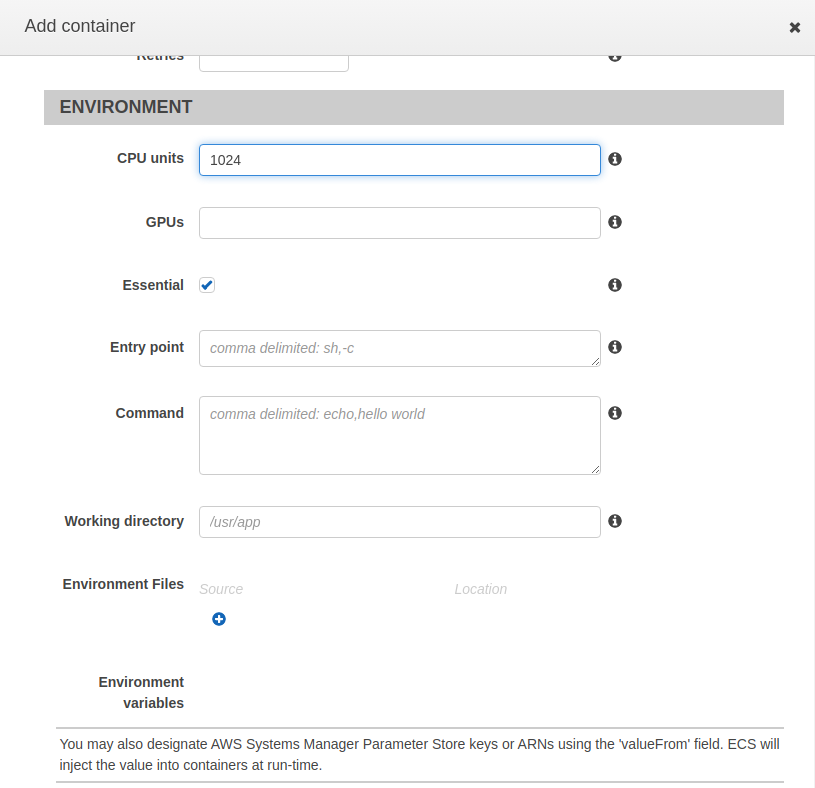 Add container
Retries
ENVIRONMENT
CPU units 1024
GPUs
Essential
Entry point comma delimited: sh,-c
Command comma delimited: echo,hello world
Working directory /usr/app
Environment Files Source Location
Environment
variables
You may also designate AWS Systems Manager Parameter Store keys or ARNs using the 'valueFrom' field. ECS will
inject the value into containers at run-time.